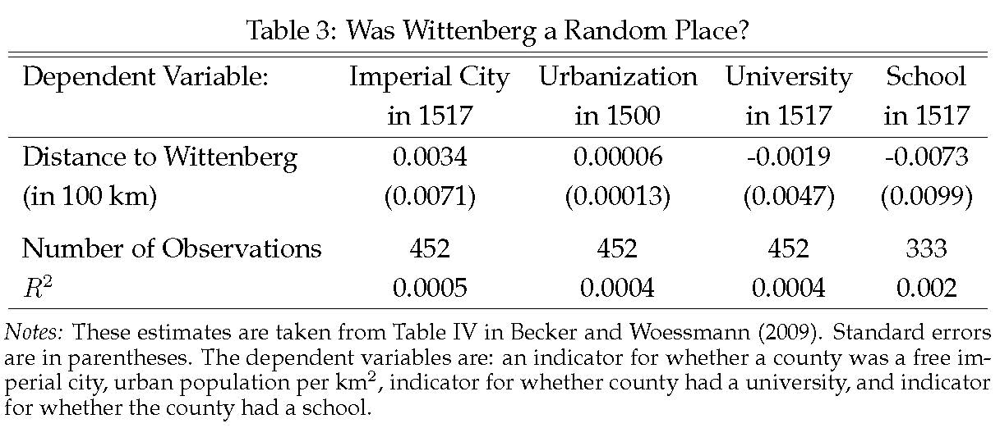 Table 3: Was Wittenberg a Random Place?
Dependent Variable: Imperial City Urbanization University School
in 1517 in 1500 in 1517 in 1517
Distance to Wittenberg 0.0034 0.00006 -0.0019 -0.0073
(in 100 km) (0.0071) (0.00013) (0.0047) (0.0099)
Number of Observations 452 452 452 333
R² 0.0005 0.0004 0.0004 0.002
Notes: These estimates are taken from Table IV in Becker and Woessmann (2009). Standard errors
are in parentheses. The dependent variables are: an indicator for whether a county was a free im-
perial city, urban population per km², indicator for whether county had a university, and indicator
for whether the county had a school.